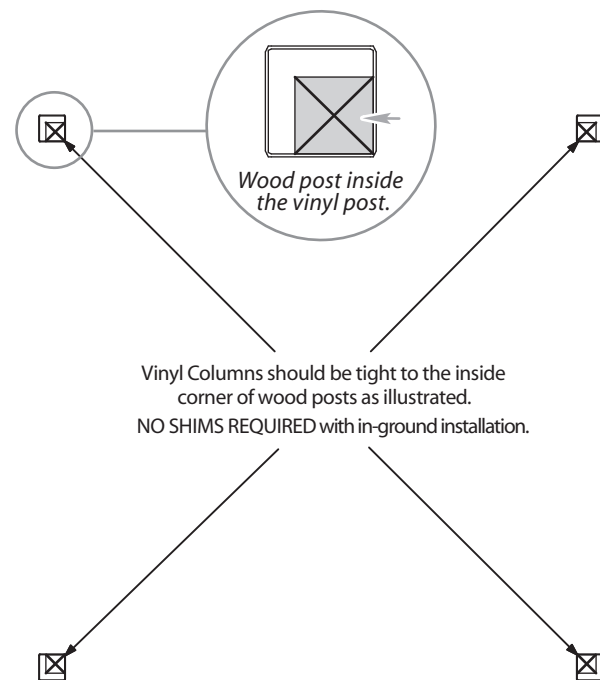 Wood post inside
the vinyl post.
Vinyl Columns should be tight to the inside
corner of wood posts as illustrated.
NO SHIMS REQUIRED with in-ground installation.